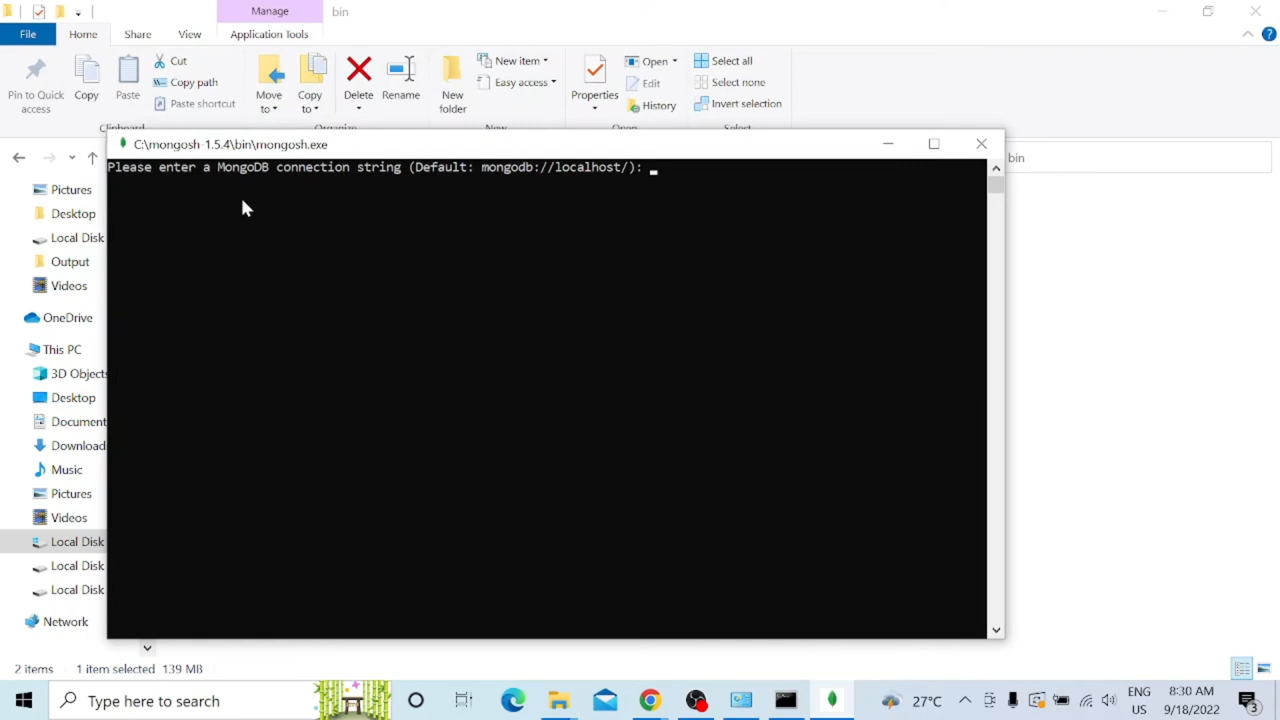 Manage
bin
File
Home
Share
View
Application Tools
Pin to Quick access
Copy
Paste
Cut
Copy path
Paste shortcut
Move to
Copy to
Delete
Rename
New folder
New item
Easy access
Properties
Open
Edit
History
Select all
Select none
Invert selection
Clipboard
Organize
New
Open
Select
C:\mongosh-1.5.4\bin\mongosh.exe
bin
Please enter a MongoDB connection string (Default: mongodb://localhost/):
Pictures
Desktop
Local Disk
Output
Videos
OneDrive
This PC
3D Objects
Desktop
Document
Download
Music
Pictures
Videos
Local Disk
Local Disk
Local Disk
Network
2 items
1 item selected
139 MB
Type here to search
27°C
ENG
US
8:30 AM
9/18/2022
3